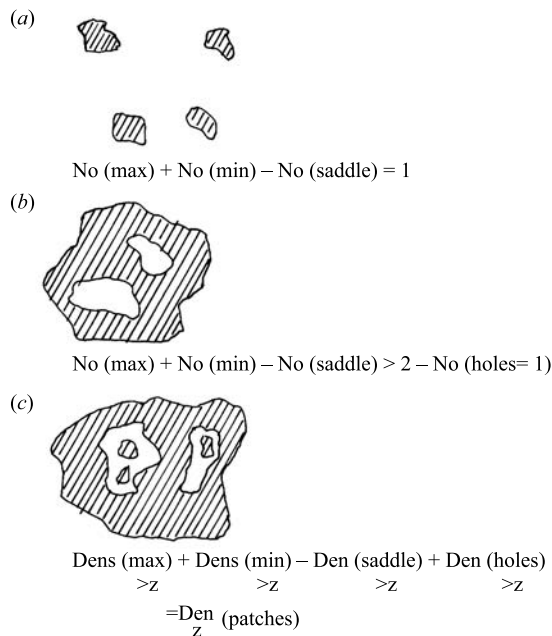 (a)
No (max) + No (min) – No (saddle) = 1
(b)
No (max) + No (min) – No (saddle) > 2 – No (holes= 1)
(c)
Dens (max) + Dens (min) – Den (saddle) + Den (holes)
>z >z >z >z
=Den (patches)
z